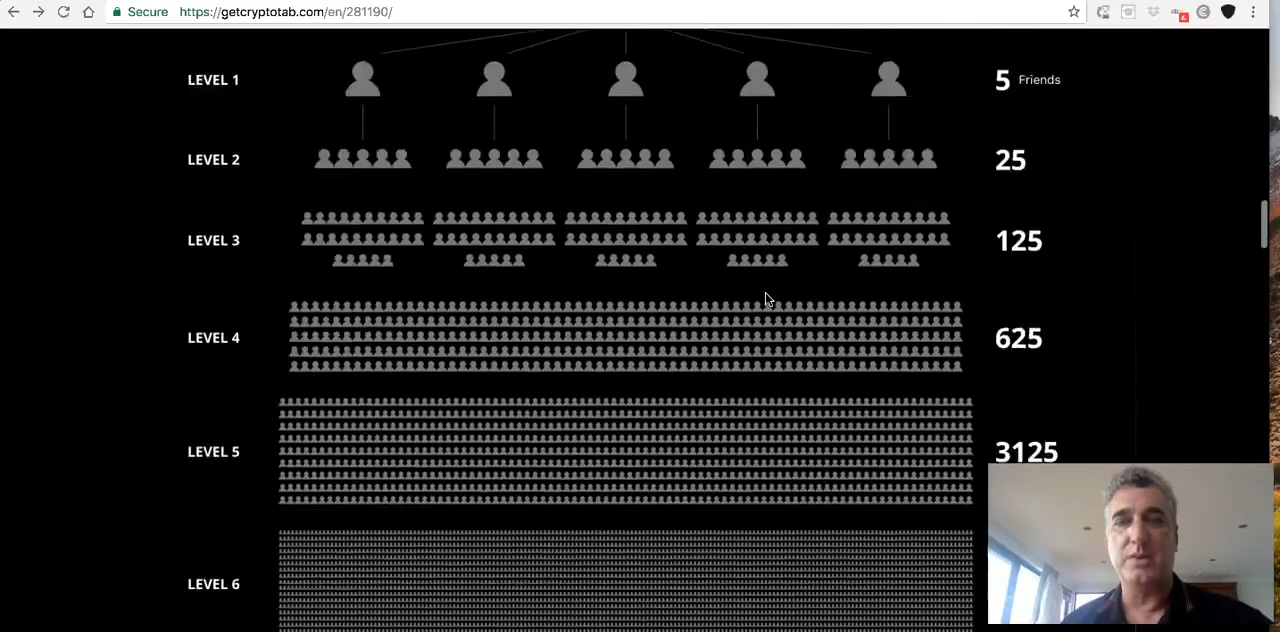 Secure
https://getcryptotab.com/en/281190/
LEVEL 1
5 Friends
LEVEL 2
25
LEVEL 3
125
LEVEL 4
625
LEVEL 5
3125
LEVEL 6